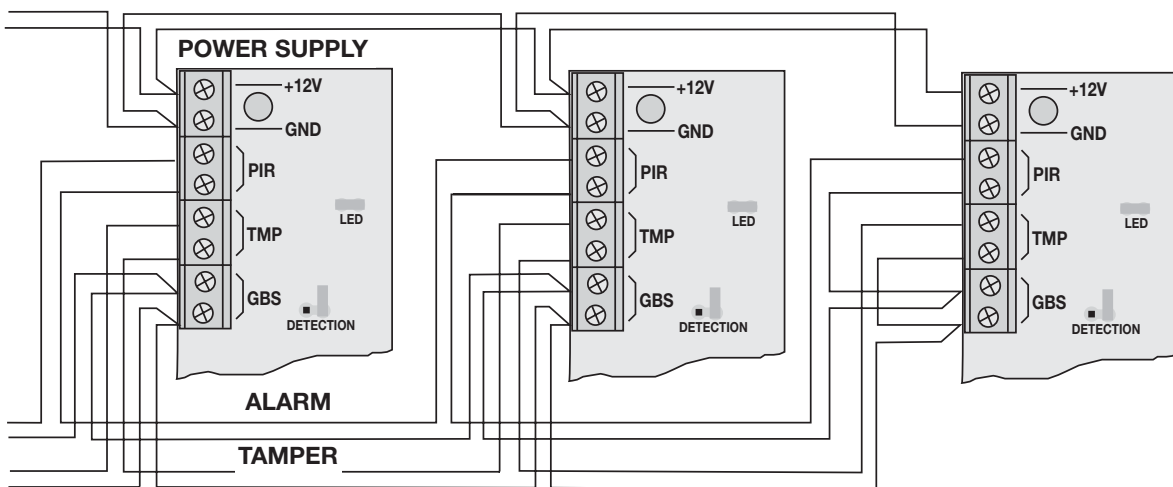 POWER SUPPLY
+12V
GND
PIR
LED
TMP
GBS
DETECTION
+12V
GND
PIR
LED
TMP
GBS
DETECTION
+12V
GND
PIR
LED
TMP
GBS
DETECTION
ALARM
TAMPER